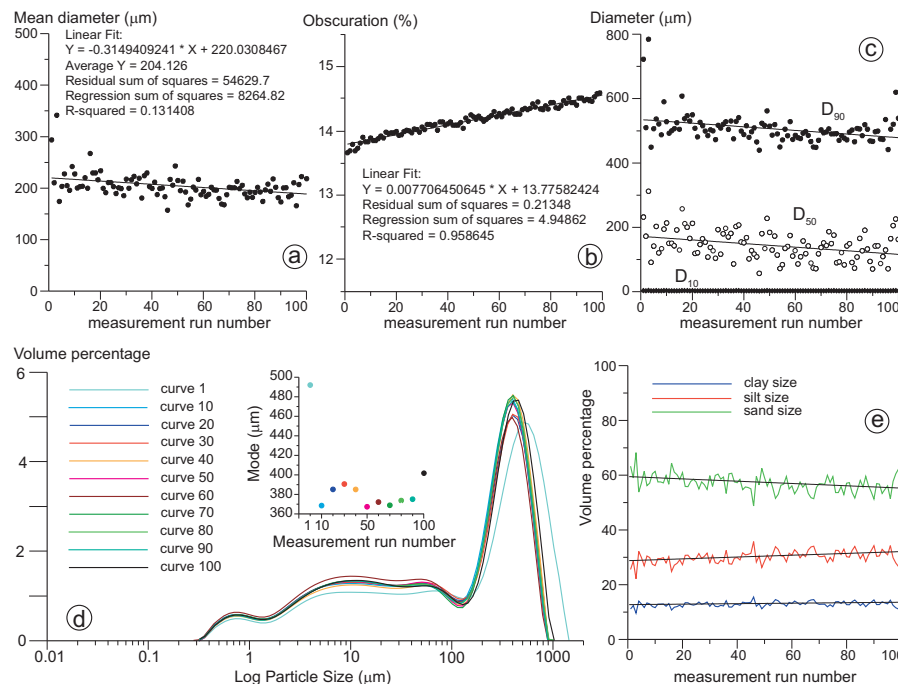 Mean diameter (μm)
500
400
300
200
100
0
Linear Fit:
Y = -0.3149409241 * X + 220.0308467
Average Y = 204.126
Residual sum of squares = 54629.7
Regression sum of squares = 8264.82
R-squared = 0.131408
a
0 20 40 60 80 100
measurement run number
Obscuration (%)
15
14
13
12
Linear Fit:
Y = 0.007706450645 * X + 13.77582424
Residual sum of squares = 0.21348
Regression sum of squares = 4.94862
R-squared = 0.958645
b
0 20 40 60 80 100
measurement run number
Diameter (μm)
800
600
400
200
0
c
D90
D50
D10
0 20 40 60 80 100
measurement run number
Volume percentage
6
4
2
0
curve 1
curve 10
curve 20
curve 30
curve 40
curve 50
curve 60
curve 70
curve 80
curve 90
curve 100
d
0.01 0.1 1 10 100 1000
Log Particle Size (μm)
Mode (μm)
500
480
460
440
420
400
380
360
1 10 50 100
Measurement run number
Volume percentage
100
80
60
40
20
0
clay size
silt size
sand size
e
0 20 40 60 80 100
measurement run number